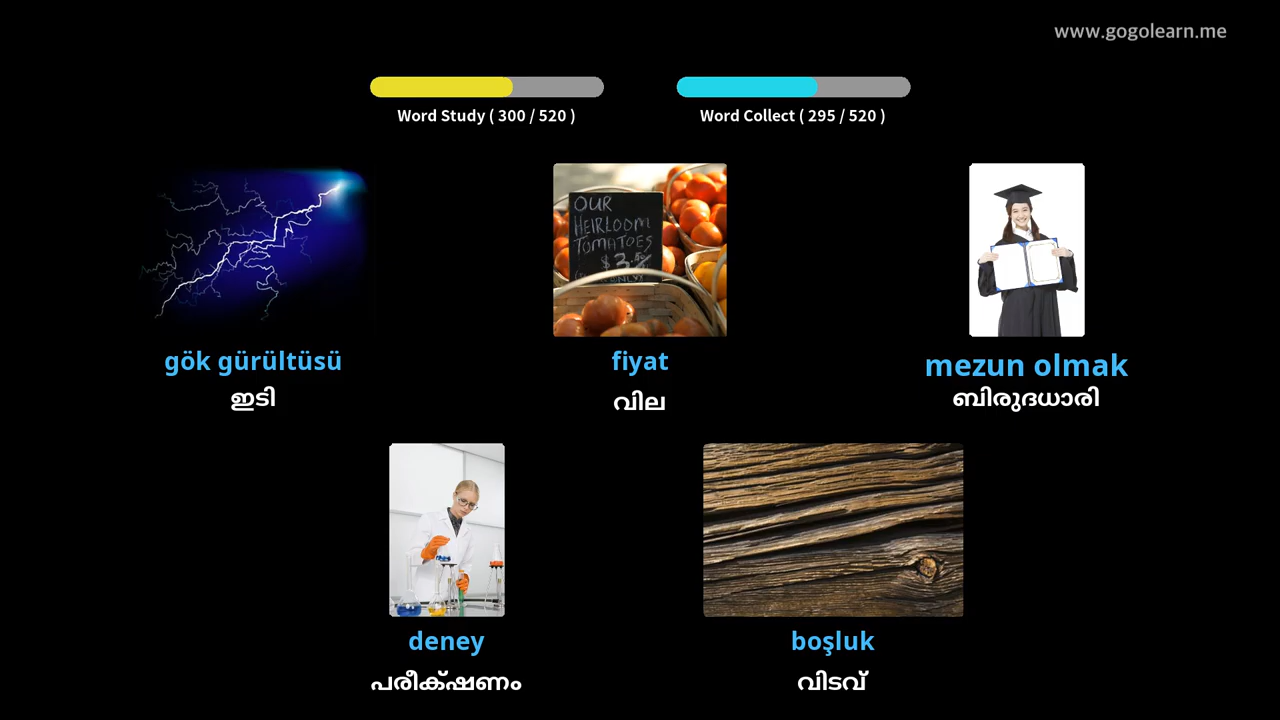 www.gogolearn.me
Word Study ( 300 / 520 )
Word Collect ( 295 / 520 )
OUR
HEIRLOOM
TOMATOES
gök gürültüsü
fiyat
mezun olmak
ഇടി
വില
ബിരുദധാരി
deney
boşluk
പരീക്ഷണം
വിടവ്